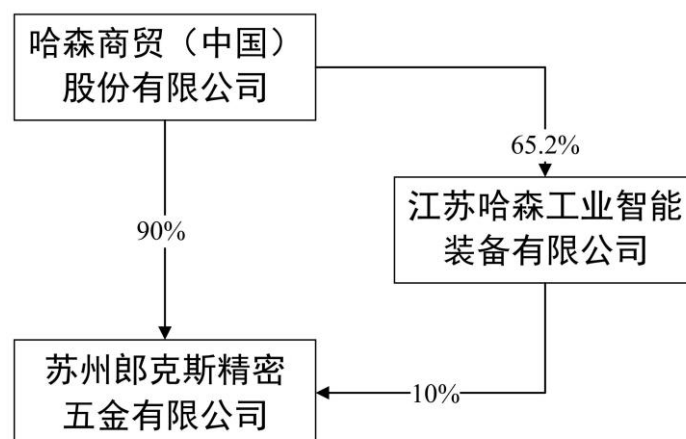 哈森商贸（中国）
股份有限公司
65.2%
江苏哈森工业智能
装备有限公司
90%
苏州郎克斯精密
五金有限公司
10%